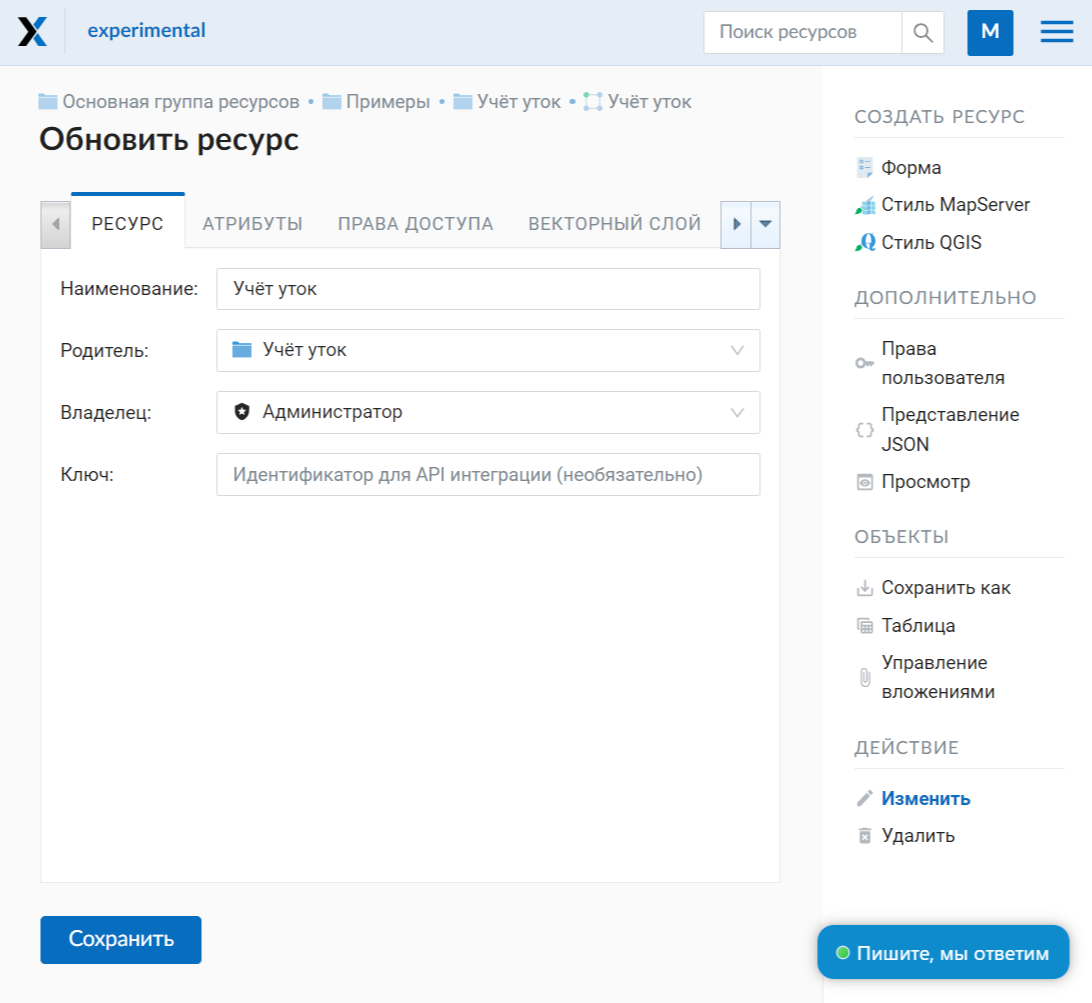 experimental
Поиск ресурсов
M
Основная группа ресурсов • Примеры • Учёт уток • Учёт уток
Обновить ресурс
РЕСУРС АТРИБУТЫ ПРАВА ДОСТУПА ВЕКТОРНЫЙ СЛОЙ
Наименование: Учёт уток
Родитель: Учёт уток
Владелец: Администратор
Ключ: Идентификатор для API интеграции (необязательно)
Сохранить
СОЗДАТЬ РЕСУРС
Форма
Стиль MapServer
Стиль QGIS
ДОПОЛНИТЕЛЬНО
Права
пользователя
Представление
JSON
Просмотр
ОБЪЕКТЫ
Сохранить как
Таблица
Управление
вложениями
ДЕЙСТВИЕ
Изменить
Удалить
Пишите, мы ответим